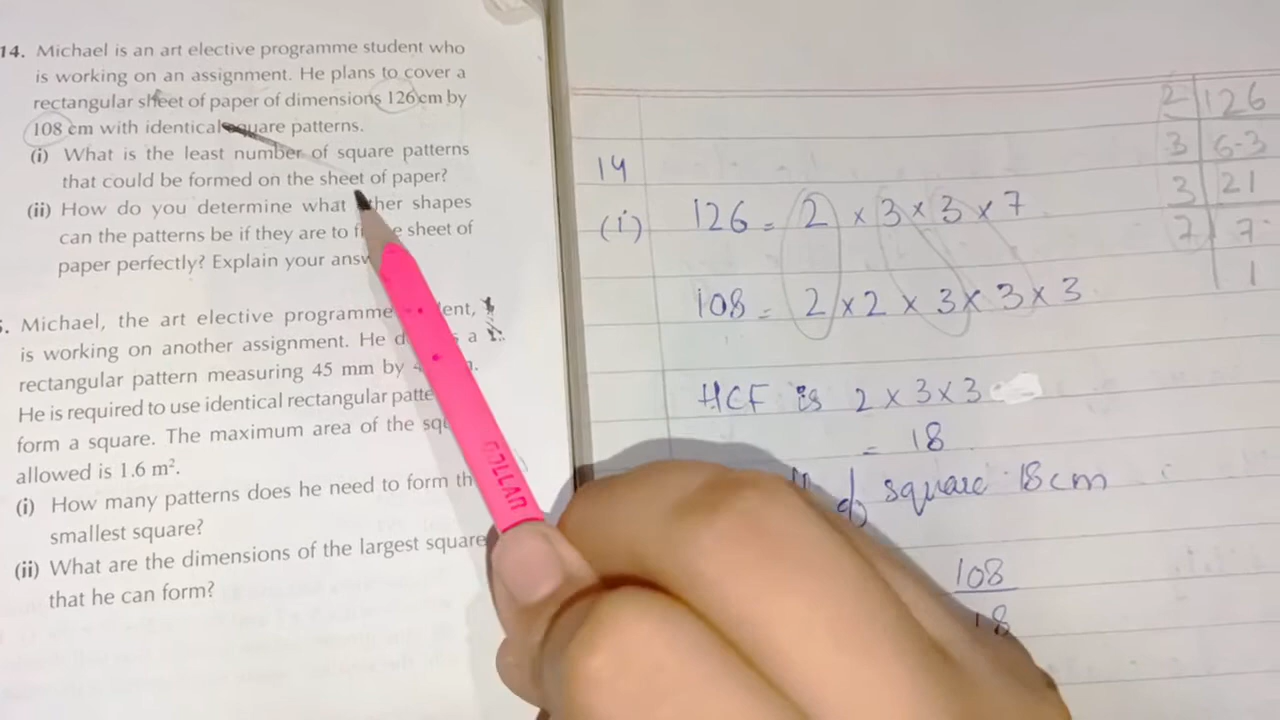 14. Michael is an art elective programme student who
is working on an assignment. He plans to cover a
rectangular sheet of paper of dimensions 126 cm by
108 cm with identical square patterns.
(i) What is the least number of square patterns
that could be formed on the sheet of paper?
(ii) How do you determine what other shapes
can the patterns be if they are to the sheet of
paper perfectly? Explain your
Michael, the art elective programme
is working on another assignment. He a
rectangular pattern measuring 45 mm by
He is required to use identical rectangular
form a square. The maximum area of the
allowed is 1.6 m².
(i) How many patterns does he need to form
smallest square?
(ii) What are the dimensions of the largest square
that he can form?
14
(i) 126 = 2 × 3 × 3 × 7
108 = 2 × 2 × 3 × 3 × 3
HCF is 2 × 3 × 3
= 18
of square 18 cm
108
18
2 126
3 63
3 21
7 7
1
DOLLAR